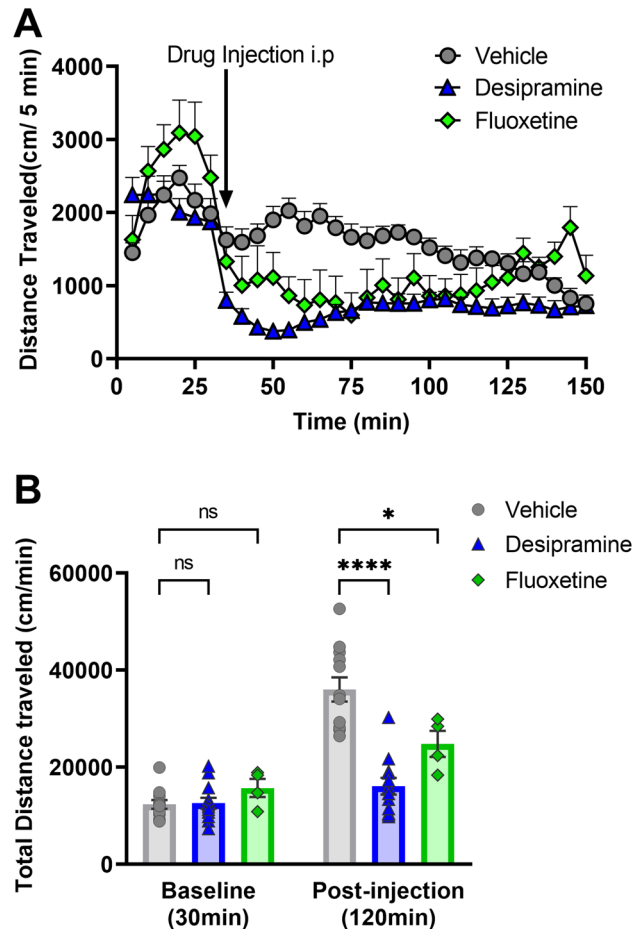 A
Drug Injection i.p
Vehicle
Desipramine
Fluoxetine
Distance Traveled(cm/ 5 min)
4000
3000
2000
1000
0
0 25 50 75 100 125 150
Time (min)
B
Vehicle
Desipramine
Fluoxetine
ns
ns
*
****
Total Distance traveled (cm/min)
60000
40000
20000
0
Baseline
(30min)
Post-injection
(120min)